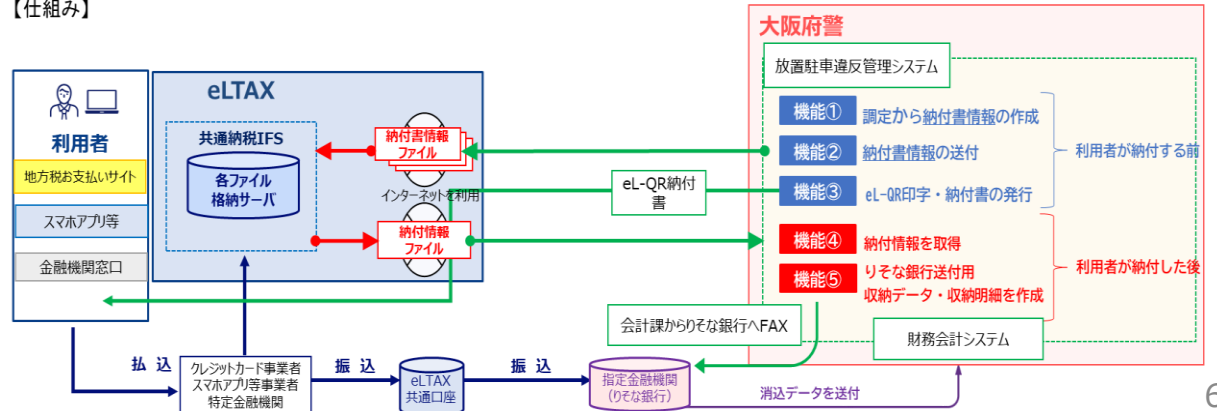 【仕組み】
大阪府警
放置駐車違反管理システム
eLTAX
利用者
地方税お支払いサイト
スマホアプリ等
金融機関窓口
共通納税IFS
各ファイル
格納サーバ
納付書情報
ファイル
インターネットを利用
納付情報
ファイル
eL-QR納付
書
機能① 調定から納付書情報の作成
機能② 納付書情報の送付
機能③ eL-QR印字・納付書の発行
利用者が納付する前
機能④ 納付情報を取得
機能⑤ りそな銀行送付用
収納データ・収納明細を作成
利用者が納付した後
会計課からりそな銀行へFAX
財務会計システム
払 込
クレジットカード事業者
スマホアプリ等事業者
特定金融機関
振 込
eLTAX
共通口座
振 込
指定金融機関
(りそな銀行)
消込データを送付
6